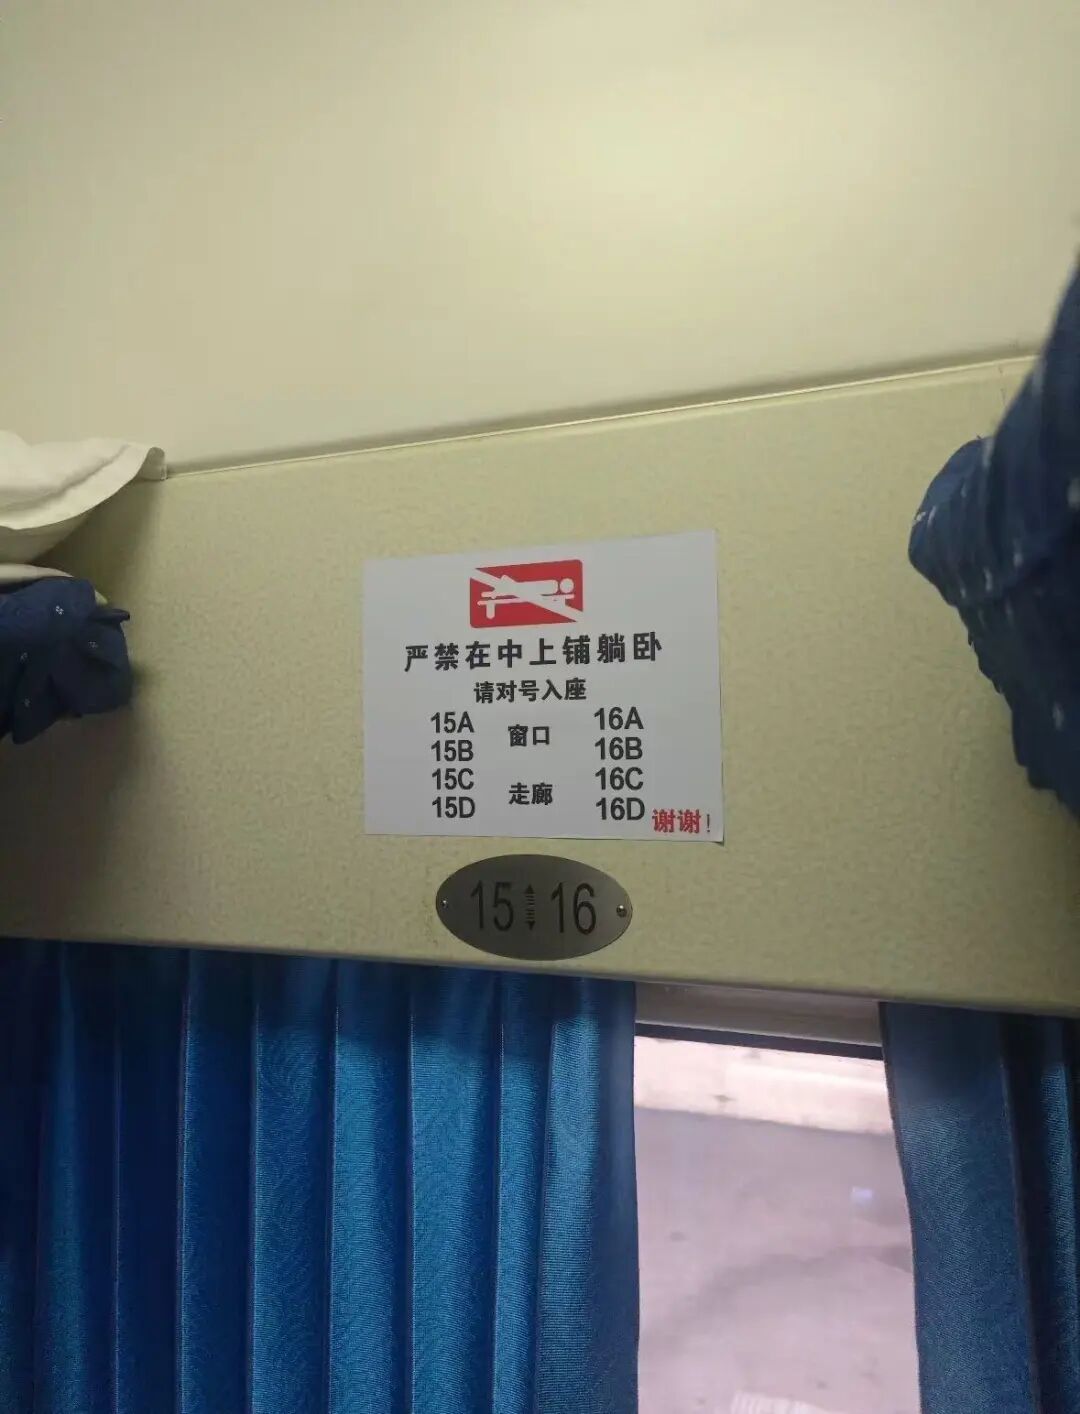 严禁在中上铺躺卧
请对号入座
15A 窗口 16A
15B 16B
15C 走廊 16C
15D 16D
谢谢!
15 16